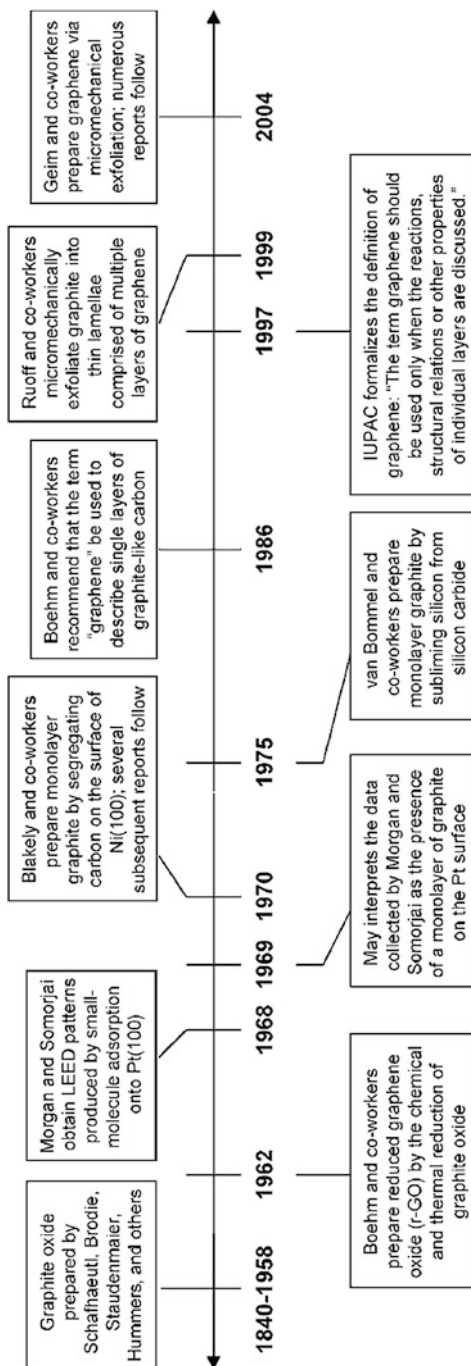 Graphite oxide
prepared by
Schafhaeutl, Brodie,
Staudenmaier,
Hummers, and others
Morgan and Somorjai
obtain LEED patterns
produced by small-
molecule adsorption
onto Pt(100)
Blakely and co-workers
prepare monolayer
graphite by segregating
carbon on the surface of
Ni(100); several
subsequent reports follow
Boehm and co-workers
recommend that the term
“graphene” be used to
describe single layers of
graphite-like carbon
Ruoff and co-workers
micromechanically
exfoliate graphite into
thin lamellae
comprised of multiple
layers of graphene
Geim and co-workers
prepare graphene via
micromechanical
exfoliation; numerous
reports follow
1840-1958
1962
1968
1969
1970
1975
1986
1997
1999
2004
Boehm and co-workers
prepare reduced graphene
oxide (r-GO) by the chemical
and thermal reduction of
graphite oxide
May interprets the data
collected by Morgan and
Somorjai as the presence
of a monolayer of graphite
on the Pt surface
van Bommel and
co-workers prepare
monolayer graphite by
subliming silicon from
silicon carbide
IUPAC formalizes the definition of
graphene: “The term graphene should
be used only when the reactions,
structural relations or other properties
of individual layers are discussed.”